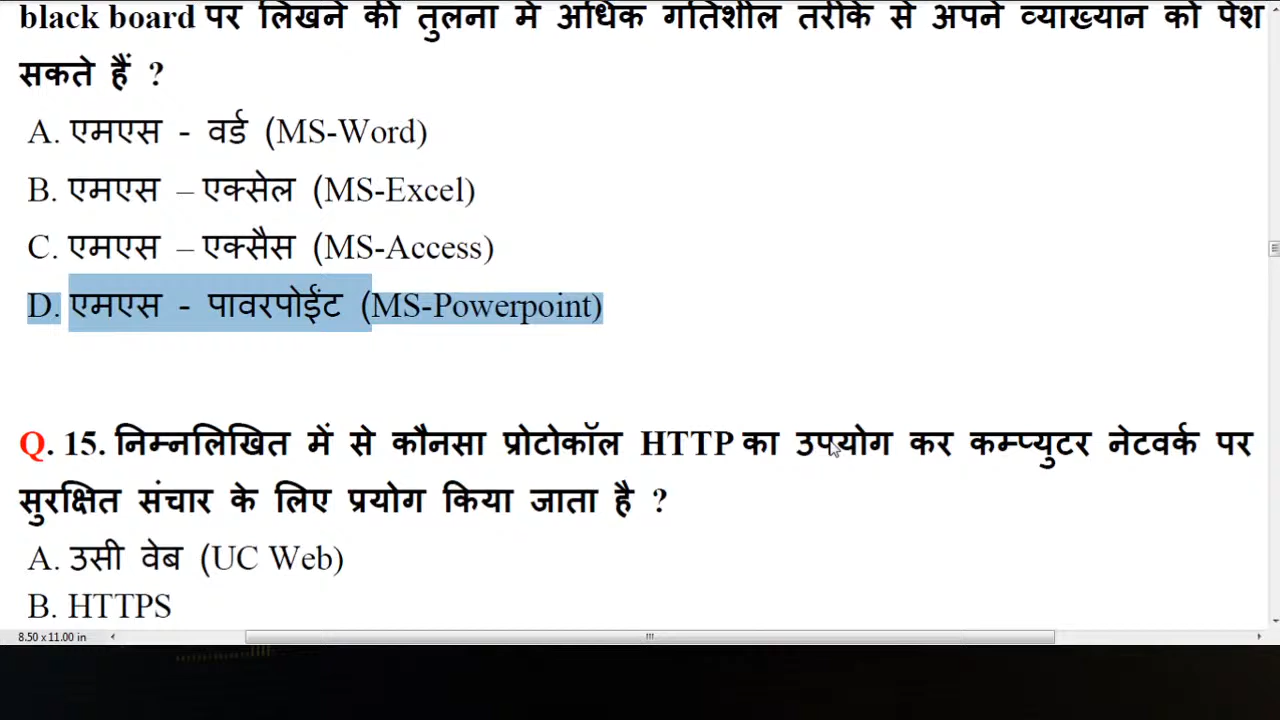 black board पर लिखने की तुलना में अधिक गतिशील तरीके से अपने व्याख्यान को पेश
सकते हैं ?
A. एमएस - वर्ड (MS-Word)
B. एमएस – एक्सेल (MS-Excel)
C. एमएस – एक्सैस (MS-Access)
D. एमएस - पावरपोईंट (MS-Powerpoint)
Q. 15. निम्नलिखित में से कौनसा प्रोटोकॉल HTTP का उपयोग कर कम्प्युटर नेटवर्क पर
सुरक्षित संचार के लिए प्रयोग किया जाता है ?
A. उसी वेब (UC Web)
B. HTTPS
8.50 x 11.00 in